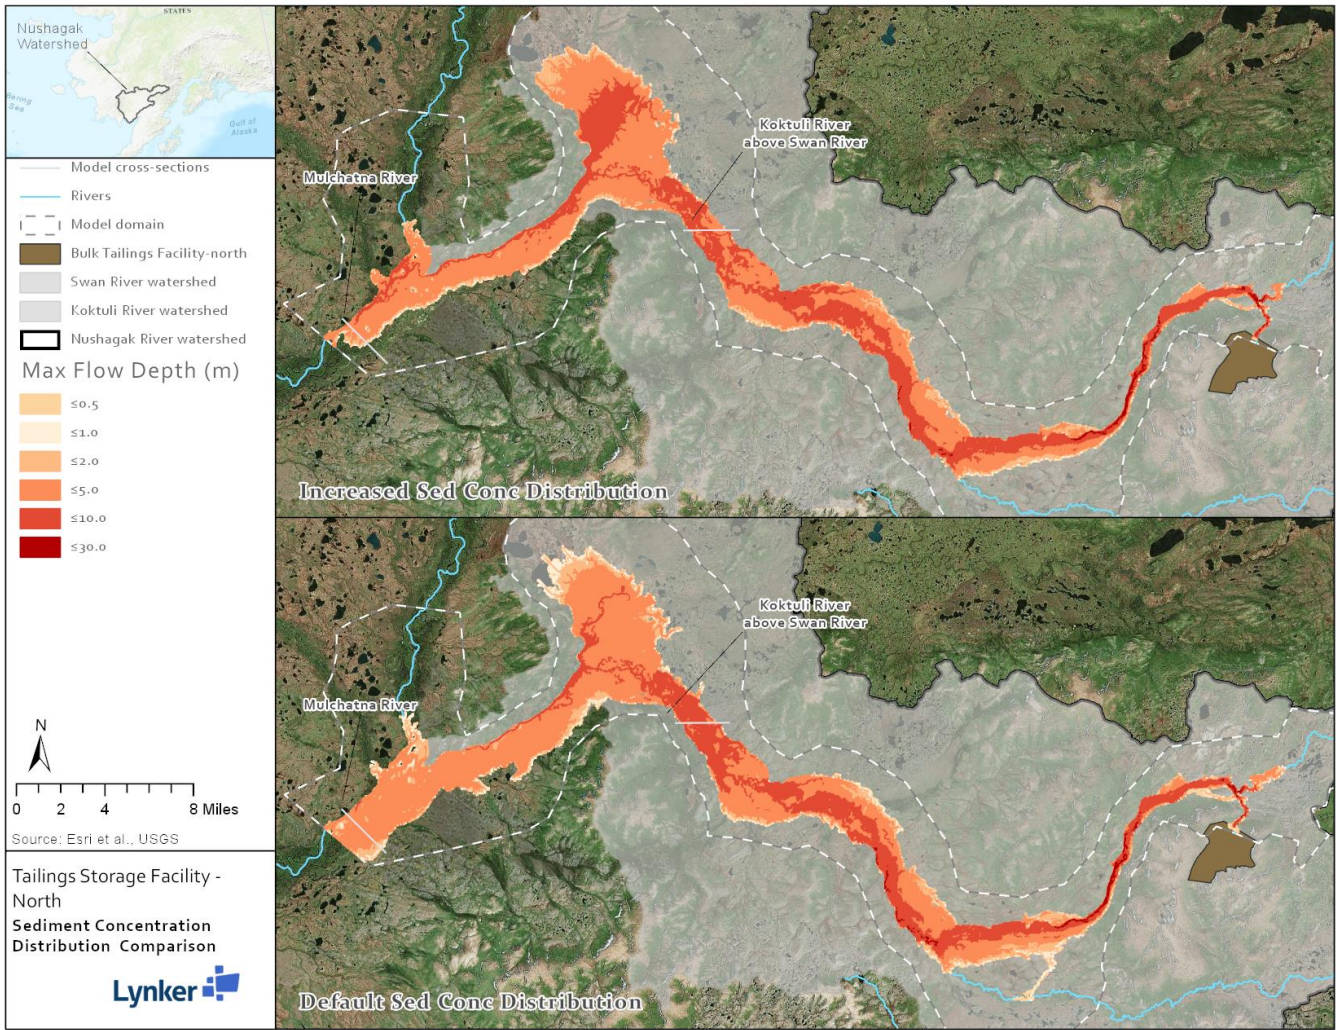 STATES
Nushagak
Watershed
Bering
Sea
Gulf of
Alaska
Model cross-sections
Rivers
Model domain
Bulk Tailings Facility-north
Swan River watershed
Koktuli River watershed
Nushagak River watershed
Max Flow Depth (m)
≤0.5
≤1.0
≤2.0
≤5.0
≤10.0
≤30.0
N
0 2 4 8 Miles
Source: Esri et al., USGS
Tailings Storage Facility -
North
Sediment Concentration
Distribution Comparison
Lynker
Koktuli River
above Swan River
Mulchatna River
Increased Sed Conc Distribution
Koktuli River
above Swan River
Mulchatna River
Default Sed Conc Distribution